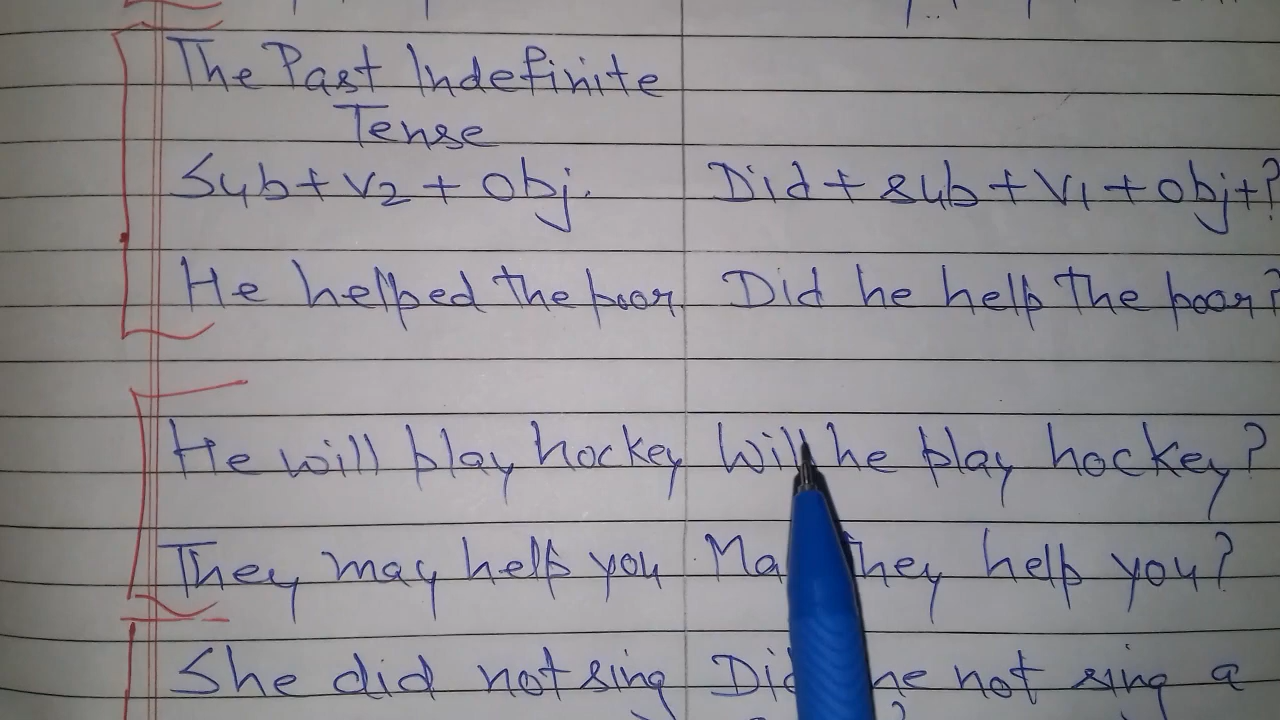 The Past Indefinite
Tense
Sub + V2 + Obj. Did + sub + V1 + obj + ?
He helped the poor. Did he help the poor?
He will play hockey Will he play hockey?
They may help you. they help you?
She did not sing not sing a